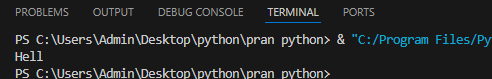 PROBLEMS OUTPUT DEBUG CONSOLE TERMINAL PORTS
PS C:\Users\Admin\Desktop\python\pran python> & "C:/Program Files/Py
Hell
PS C:\Users\Admin\Desktop\python\pran python>